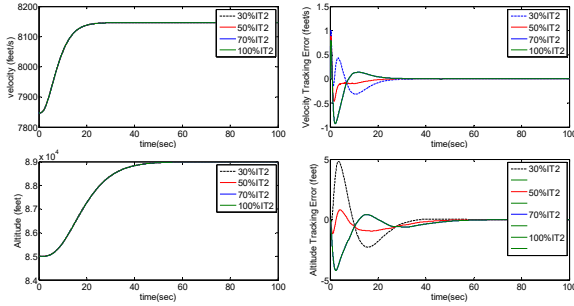 8200
8100
8000
7900
7800
velocity (feet/s)
0 20 40 60 80 100
time(sec)
30%IT2
50%IT2
70%IT2
100%IT2
1.5
1
0.5
0
-0.5
-1
Velocity Tracking Error (feet/s)
0 20 40 60 80 100
time(sec)
30%IT2
50%IT2
70%IT2
100%IT2
x 10^4
8.9
8.8
8.7
8.6
8.5
8.4
Altitude (feet)
0 20 40 60 80 100
time(sec)
30%IT2
50%IT2
70%IT2
100%IT2
5
0
-5
Altitude Tracking Error (feet)
0 20 40 60 80 100
time(sec)
30%IT2
50%IT2
70%IT2
100%IT2